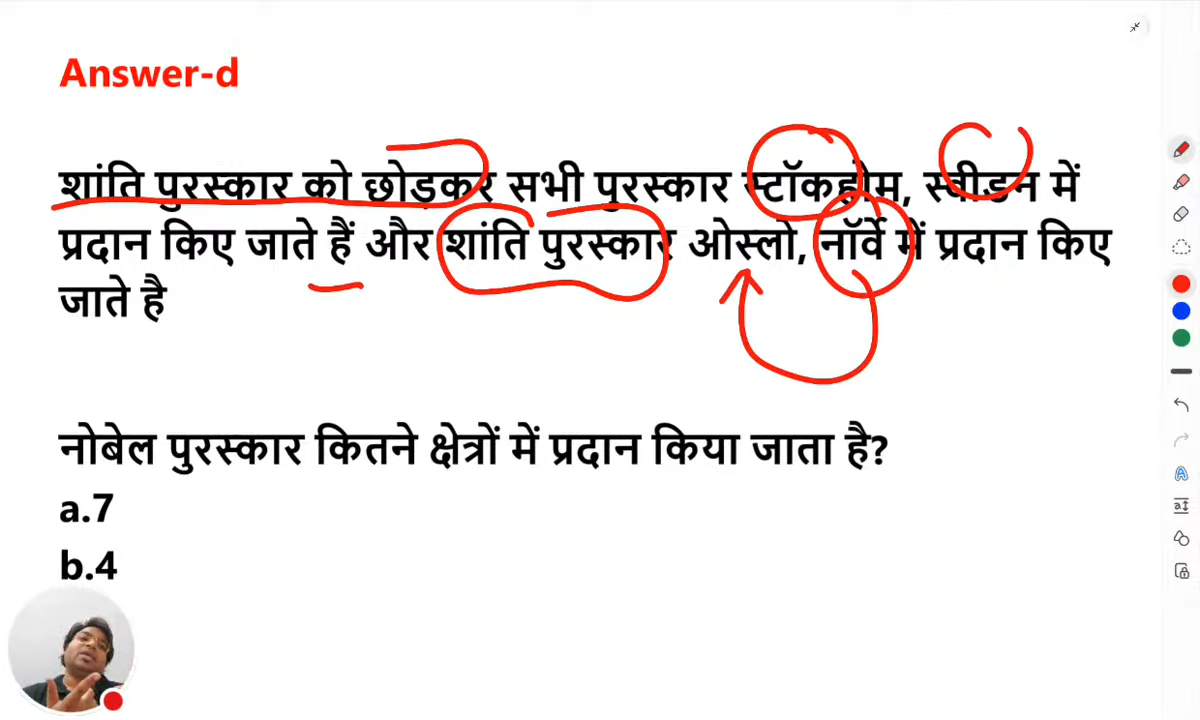 Answer-d
शांति पुरस्कार को छोड़कर सभी पुरस्कार स्टॉकहोम, स्वीडन में
प्रदान किए जाते हैं और शांति पुरस्कार ओस्लो, नॉर्वे में प्रदान किए
जाते है
नोबेल पुरस्कार कितने क्षेत्रों में प्रदान किया जाता है?
a.7
b.4